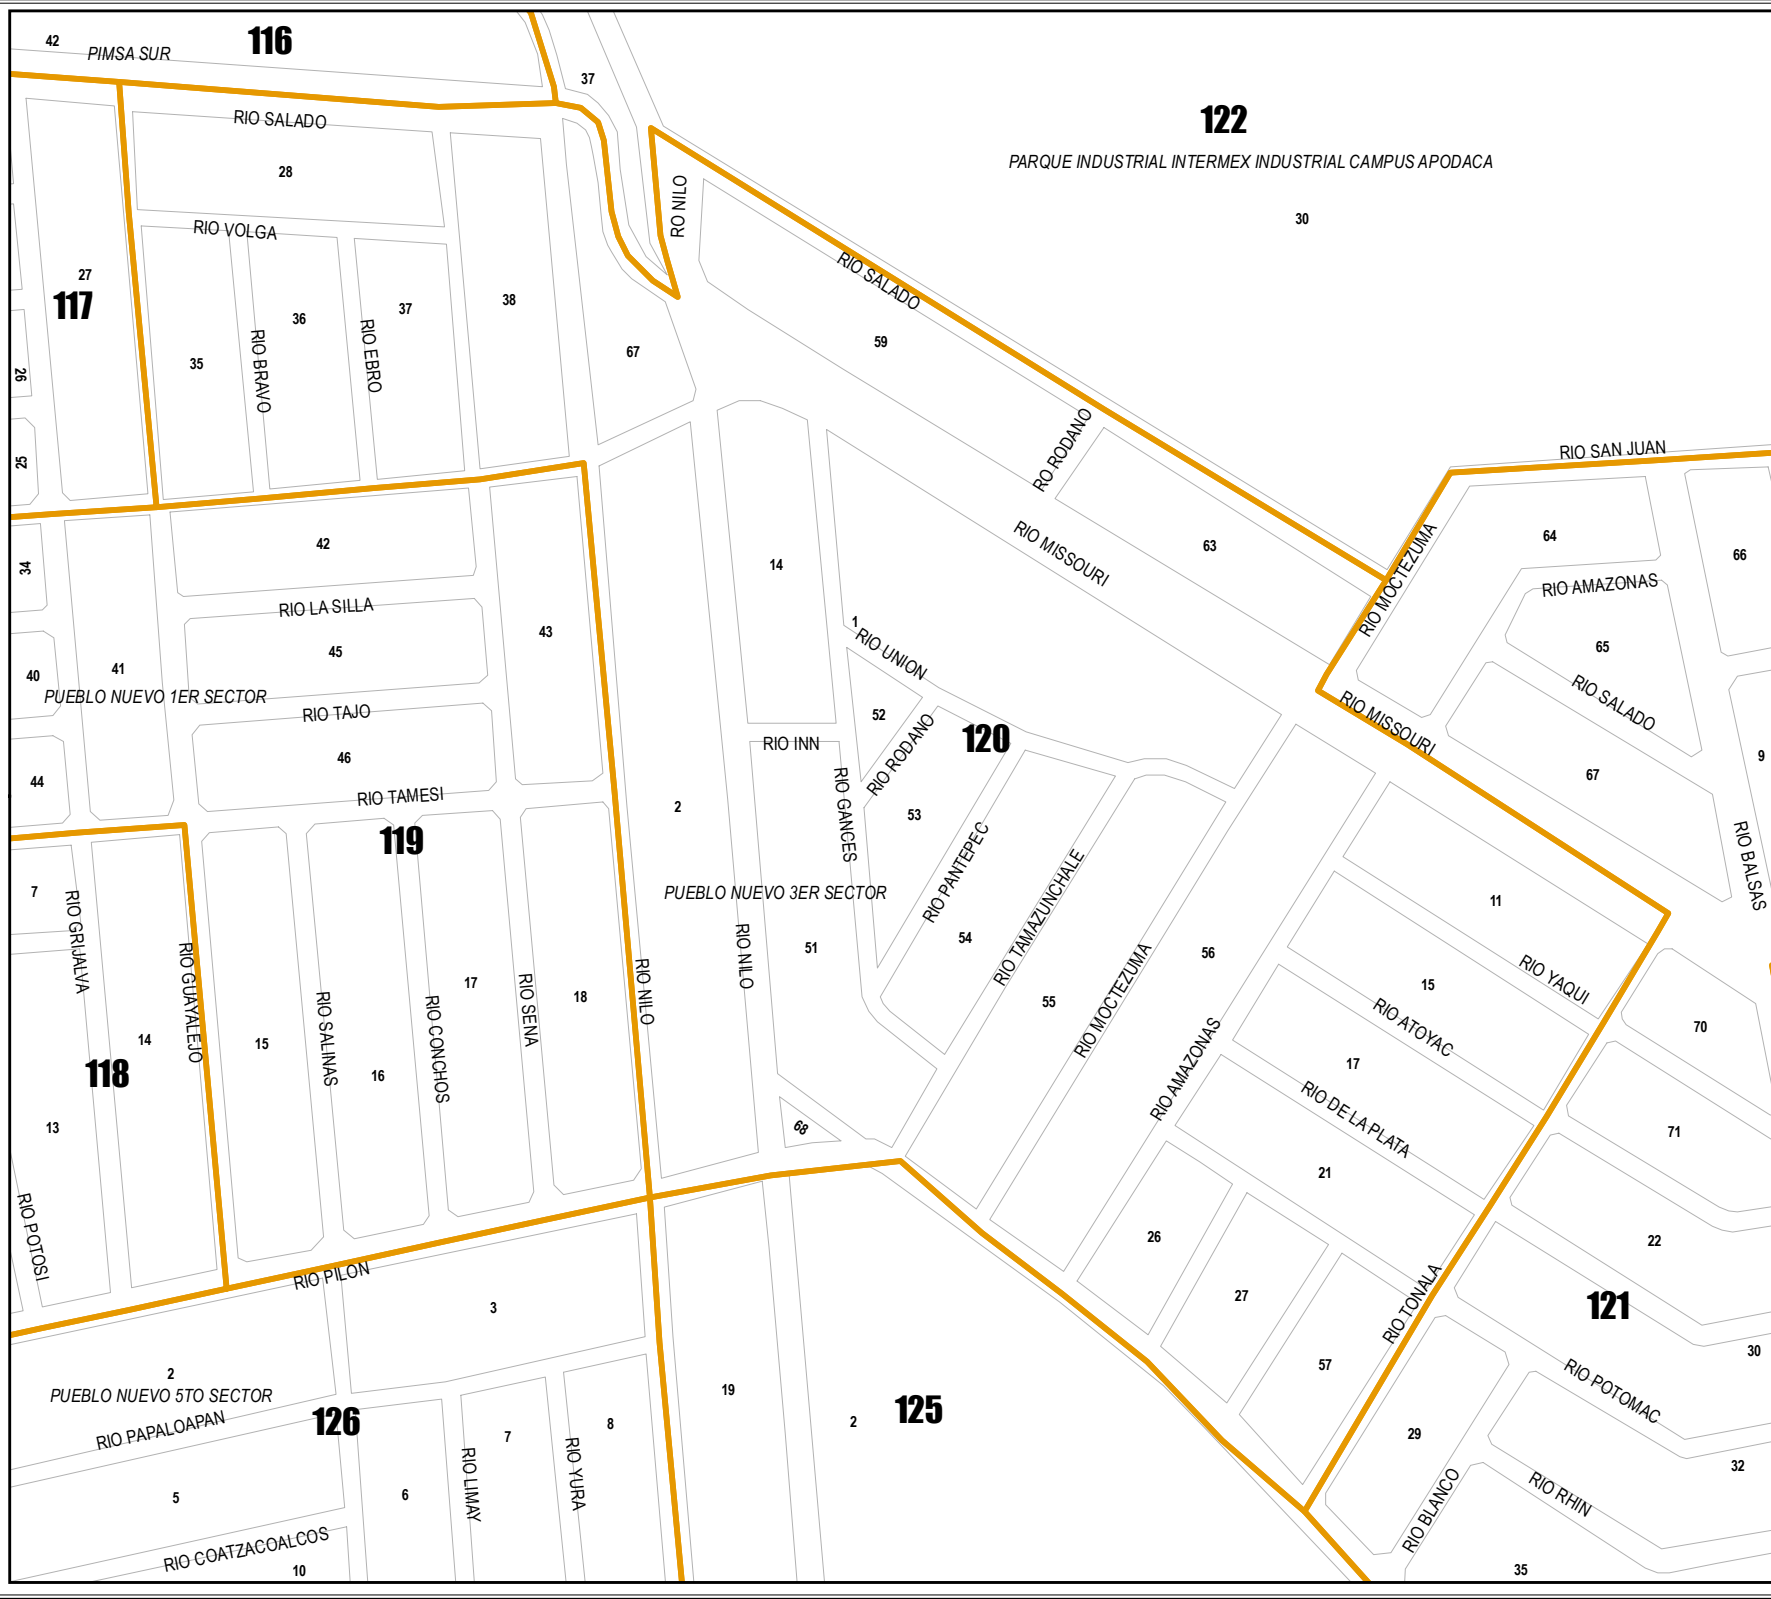 42
PIMSA SUR
116
37
122
PARQUE INDUSTRIAL INTERMEX INDUSTRIAL CAMPUS APODACA
30
RIO SALADO
28
RIO VOLGA
RIO NILO
RIO SALADO
27
117
38
37
36
35
RIO BRAVO
RIO EBRO
67
59
26
25
RO RODANO
RIO SAN JUAN
42
34
14
RIO MISSOURI
63
RIO MOCTEZUMA
64
66
RIO AMAZONAS
RIO LA SILLA
43
45
65
1
RIO UNION
40
41
PUEBLO NUEVO 1ER SECTOR
RIO TAJO
52
RIO RODANO
120
RIO INN
RIO MISSOURI
RIO SALADO
46
44
RIO TAMESI
119
2
RIO GANCES
53
67
9
RIO BALSAS
7
RIO GRIJALVA
PUEBLO NUEVO 3ER SECTOR
RIO PANTEPEC
RIO TAMAZUNCHALE
11
54
51
RIO GUAYALEJO
RIO NILO
RIO NILO
56
RIO YAQUI
17
18
RIO SALINAS
RIO CONCHOS
RIO SENA
55
RIO MOCTEZUMA
15
RIO ATOYAC
70
14
15
118
16
RIO AMAZONAS
17
RIO DE LA PLATA
13
68
71
21
RIO POTOSI
26
22
RIO PILON
3
27
RIO TONALA
121
57
30
2
PUEBLO NUEVO 5TO SECTOR
19
RIO POTOMAC
RIO PAPALOAPAN
126
7
8
2
125
29
5
6
RIO LIMAY
RIO YURA
RIO BLANCO
RIO RHIN
32
RIO COATZACOALCOS
10
35